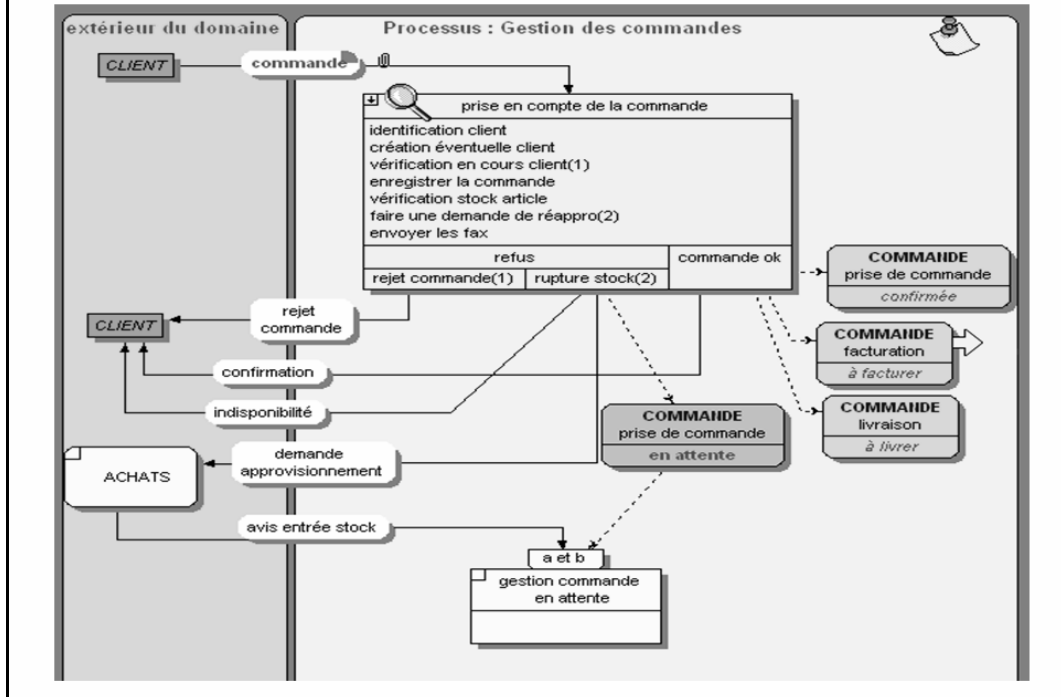 extérieur du domaine
Processus : Gestion des commandes
CLIENT
commande
prise en compte de la commande
identification client
création éventuelle client
vérification en cours client(1)
enregistrer la commande
vérification stock article
faire une demande de réappro(2)
envoyer les fax
refus
commande ok
rejet commande(1)
rupture stock(2)
COMMANDE
prise de commande
confirmée
COMMANDE
facturation
à facturer
COMMANDE
livraison
à livrer
CLIENT
rejet
commande
confirmation
indisponibilité
COMMANDE
prise de commande
en attente
ACHATS
demande
approvisionnement
avis entrée stock
a et b
gestion commande
en attente